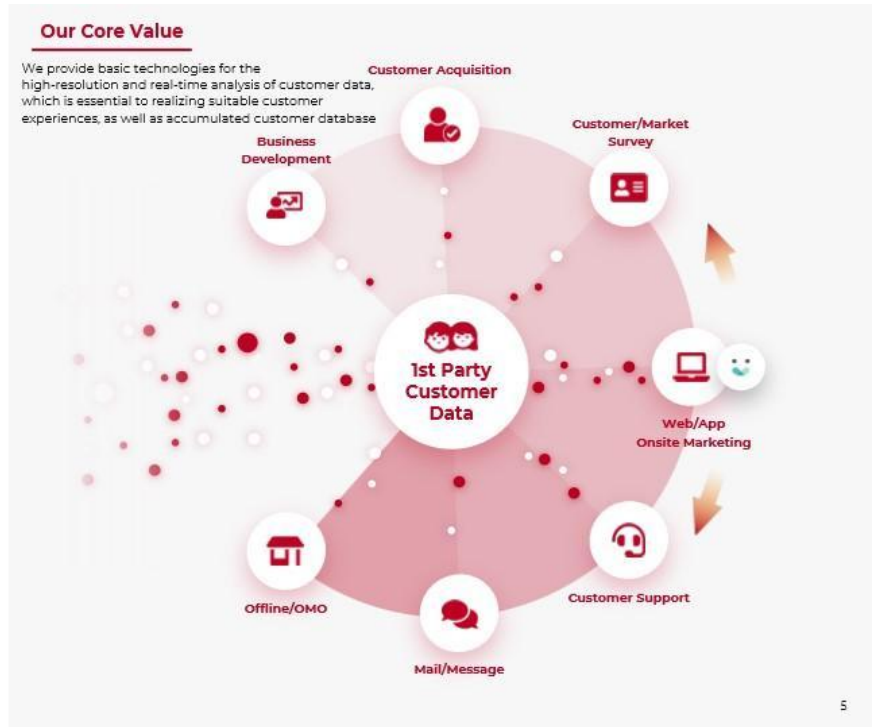 Our Core Value
We provide basic technologies for the
high-resolution and real-time analysis of customer data,
which is essential to realizing suitable customer
experiences, as well as accumulated customer database
Customer Acquisition
Customer/Market
Survey
Business
Development
1st Party
Customer
Data
Web/App
Onsite Marketing
Customer Support
Offline/OMO
Mail/Message
5